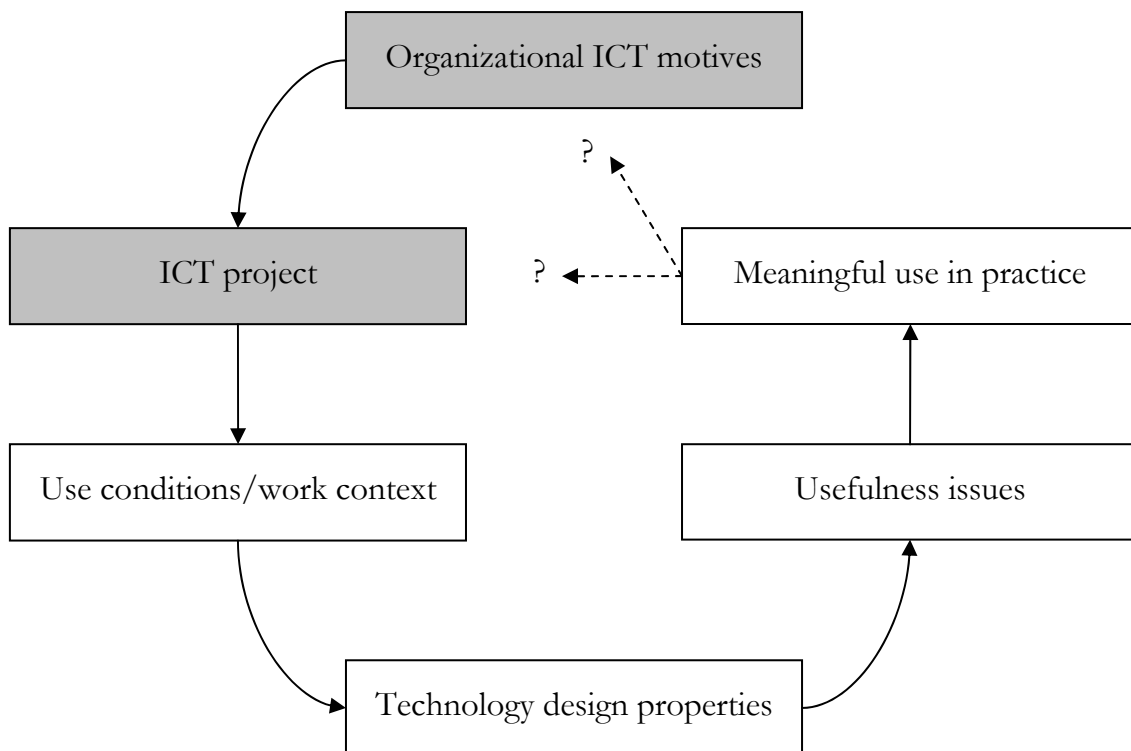 Organizational ICT motives
?
ICT project
?
Meaningful use in practice
Use conditions/work context
Usefulness issues
Technology design properties